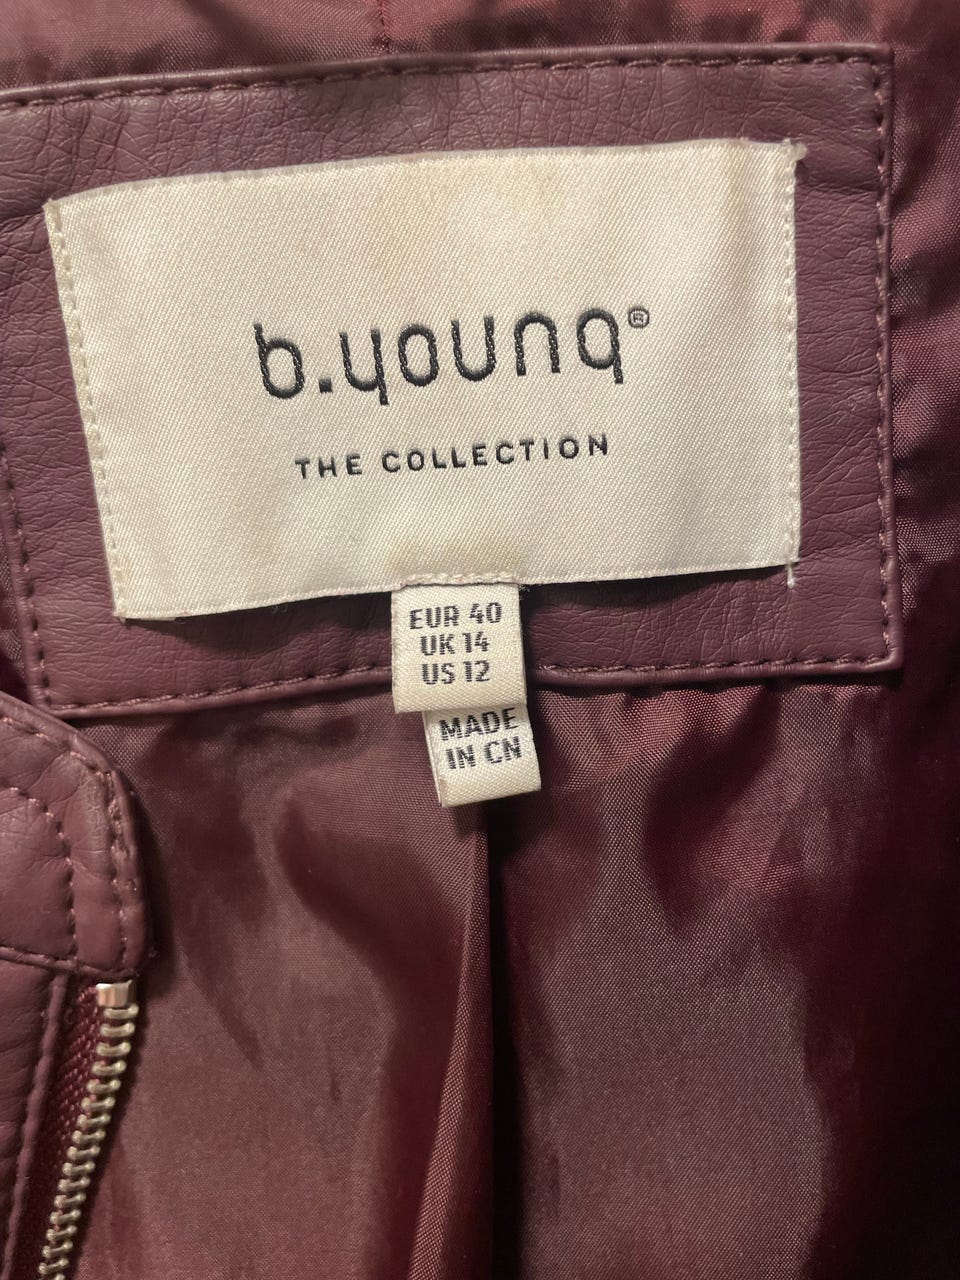 b.young®
THE COLLECTION
EUR 40
UK 14
US 12
MADE
IN CN